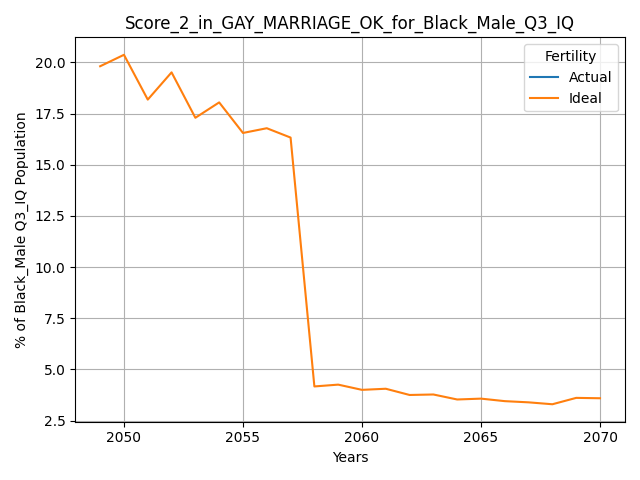 Score_2_in_GAY_MARRIAGE_OK_for_Black_Male_Q3_IQ
Fertility
Actual
Ideal
% of Black_Male Q3_IQ Population
20.0
17.5
15.0
12.5
10.0
7.5
5.0
2.5
2050
2055
2060
2065
2070
Years